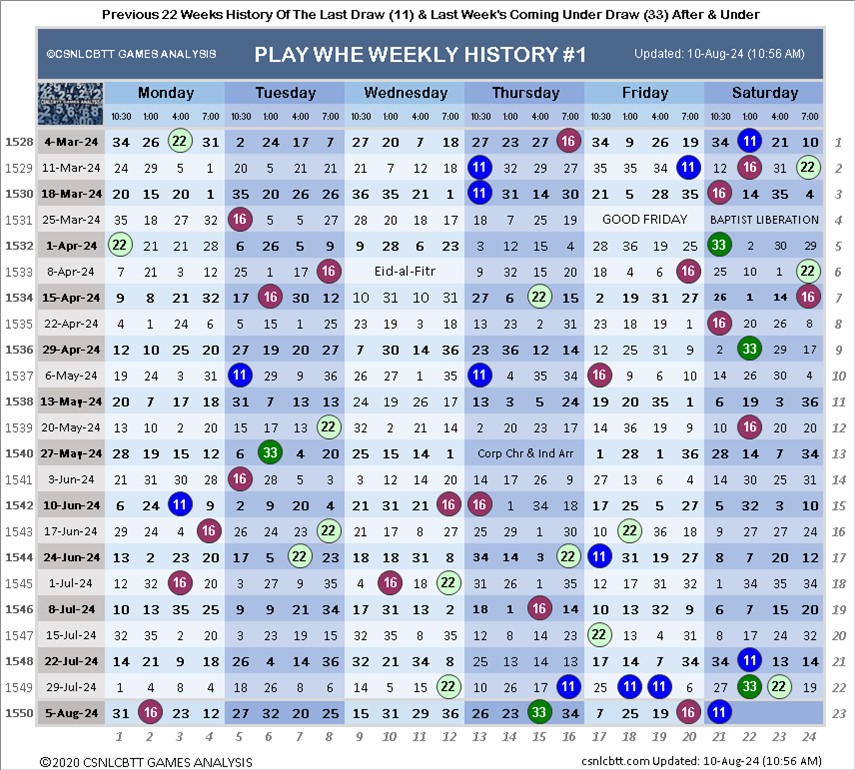 Previous 22 Weeks History Of The Last Draw (11) & Last Week's Coming Under Draw (33) After & Under
©CSNLCBTT GAMES ANALYSIS PLAY WHE WEEKLY HISTORY #1 Updated: 10-Aug-24 (10:56 AM)
CSNLCBTT GAMES ANALYSIS Monday Tuesday Wednesday Thursday Friday Saturday
10:30 1:00 4:00 7:00 10:30 1:00 4:00 7:00 10:30 1:00 4:00 7:00 10:30 1:00 4:00 7:00 10:30 1:00 4:00 7:00 10:30 1:00 4:00 7:00
1528 4-Mar-24 34 26 22 31 2 24 17 7 27 20 7 18 27 23 27 16 34 9 26 19 34 11 21 10 1
1529 11-Mar-24 24 29 5 1 20 5 21 21 21 7 12 18 11 32 29 27 35 35 34 11 12 16 31 22 2
1530 18-Mar-24 20 15 20 1 35 20 26 26 36 35 21 1 11 31 14 30 21 5 28 35 16 14 35 4 3
1531 25-Mar-24 35 18 27 32 16 5 5 27 28 20 18 17 18 7 25 19 GOOD FRIDAY BAPTIST LIBERATION 4
1532 1-Apr-24 22 21 21 28 6 26 5 9 9 28 6 23 3 12 15 4 28 36 19 25 33 2 30 29 5
1533 8-Apr-24 7 21 3 12 25 1 17 16 Eid-al-Fitr 9 32 15 20 18 4 6 16 25 10 1 22 6
1534 15-Apr-24 9 8 21 32 17 16 30 12 10 31 10 31 27 6 22 15 2 19 31 27 26 1 14 16 7
1535 22-Apr-24 4 1 24 6 5 15 1 25 23 19 3 18 13 23 2 31 23 18 19 1 16 20 26 8 8
1536 29-Apr-24 12 10 25 20 27 19 20 27 7 30 14 36 23 36 12 14 12 25 31 9 2 33 29 17 9
1537 6-May-24 19 24 3 31 11 29 9 36 26 27 1 35 11 4 35 34 16 9 6 10 14 26 30 4 10
1538 13-May-24 20 7 17 18 31 7 13 13 24 19 26 17 13 3 5 24 19 20 35 1 6 19 3 36 11
1539 20-May-24 13 10 2 20 15 17 13 22 32 2 21 14 2 20 23 17 14 36 19 9 22 16 20 20 12
1540 27-May-24 28 19 15 12 6 33 4 20 25 15 14 1 Corp Chr & Ind Arr 1 28 1 36 28 14 7 34 13
1541 3-Jun-24 21 31 30 28 16 28 5 3 3 12 14 20 14 17 26 9 27 13 6 4 14 30 25 31 14
1542 10-Jun-24 6 24 11 9 2 9 20 4 21 31 32 16 16 1 34 18 17 25 5 27 5 32 3 10 15
1543 17-Jun-24 29 24 4 16 26 24 23 22 21 17 8 27 25 29 1 30 10 22 36 18 9 27 27 24 16
1544 24-Jun-24 13 2 23 20 17 5 22 23 18 18 31 8 34 14 3 22 11 31 19 27 8 7 20 12 17
1545 1-Jul-24 12 32 16 20 3 27 9 35 4 16 18 22 31 26 1 35 12 17 31 32 1 34 35 34 18
1546 8-Jul-24 10 13 35 25 9 9 21 34 17 31 13 2 18 1 16 14 10 13 32 9 6 7 15 19 20 19
1547 15-Jul-24 32 35 2 20 3 23 19 15 32 35 8 35 12 8 14 23 22 13 4 31 8 17 24 32 20
1548 22-Jul-24 14 21 9 18 26 4 14 36 32 21 34 8 25 13 14 13 17 14 7 34 34 11 13 14 21
1549 29-Jul-24 1 4 8 4 18 26 8 6 14 5 15 22 10 26 17 11 25 11 11 6 27 33 22 19 22
1550 5-Aug-24 31 16 23 12 27 32 20 25 15 31 29 36 26 23 33 34 7 25 19 16 11 23
1 2 3 4 5 6 7 8 9 10 11 12 13 14 15 16 17 18 19 20 21 22 23 24
©2020 CSNLCBTT GAMES ANALYSIS csnlcbtt.com Updated: 10-Aug-24 (10:56 AM)